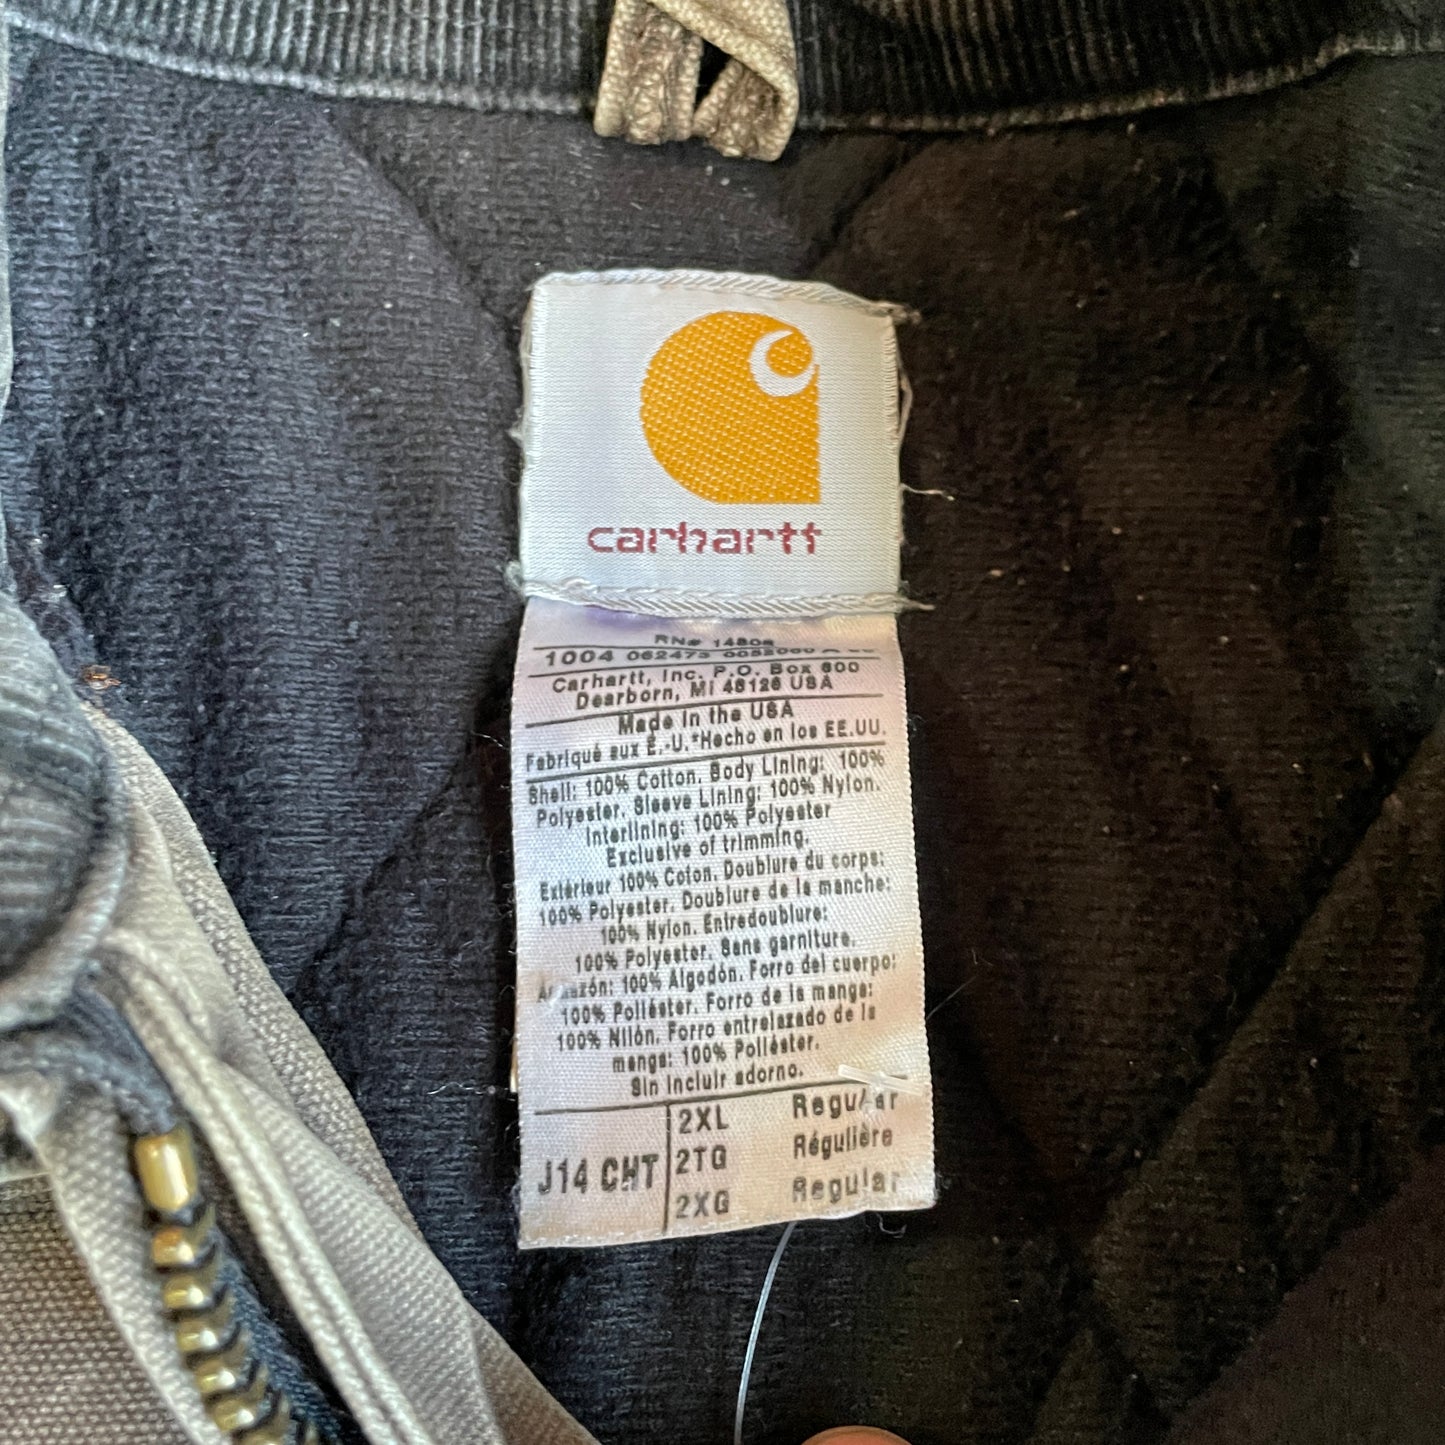 carhartt
RN# 14806
1004 062473
Carhartt, Inc. P.O. Box 600
Dearborn, MI 48126 USA
Made in the USA
Fabriqué aux É.-U.*Hecho en los EE.UU.
Shell: 100% Cotton. Body Lining: 100%
Polyester. Sleeve Lining: 100% Nylon.
Interlining: 100% Polyester
Exclusive of trimming.
Extérieur 100% Coton. Doublure du corps:
100% Polyester. Doublure de la manche:
100% Nylon. Entredoublure:
100% Polyester. Sans garniture.
Armazón: 100% Algodón. Forro del cuerpo:
100% Poliéster. Forro de la manga:
100% Nilón. Forro entrelazado de la
manga: 100% Poliéster.
Sin incluir adorno.
J14 CHT
2XL Regular
2TG Régulière
2XG Regular